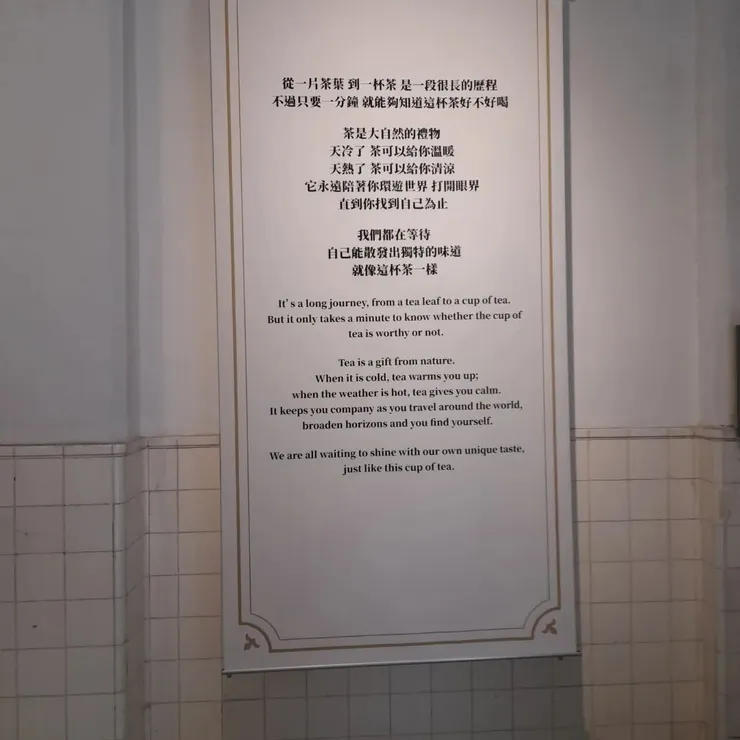 從一片茶葉 到一杯茶 是一段很長的歷程
不過只要一分鐘 就能夠知道這杯茶好不好喝
茶是大自然的禮物
天冷了 茶可以給你溫暖
天熱了 茶可以給你清涼
它永遠陪著你環遊世界 打開眼界
直到你找到自己為止
我們都在等待
自己能散發出獨特的味道
就像這杯茶一樣
It's a long journey, from a tea leaf to a cup of tea.
But it only takes a minute to know whether the cup of
tea is worthy or not.
Tea is a gift from nature.
When it is cold, tea warms you up;
when the weather is hot, tea gives you calm.
It keeps you company as you travel around the world,
broaden horizons and you find yourself.
We are all waiting to shine with our own unique taste,
just like this cup of tea.